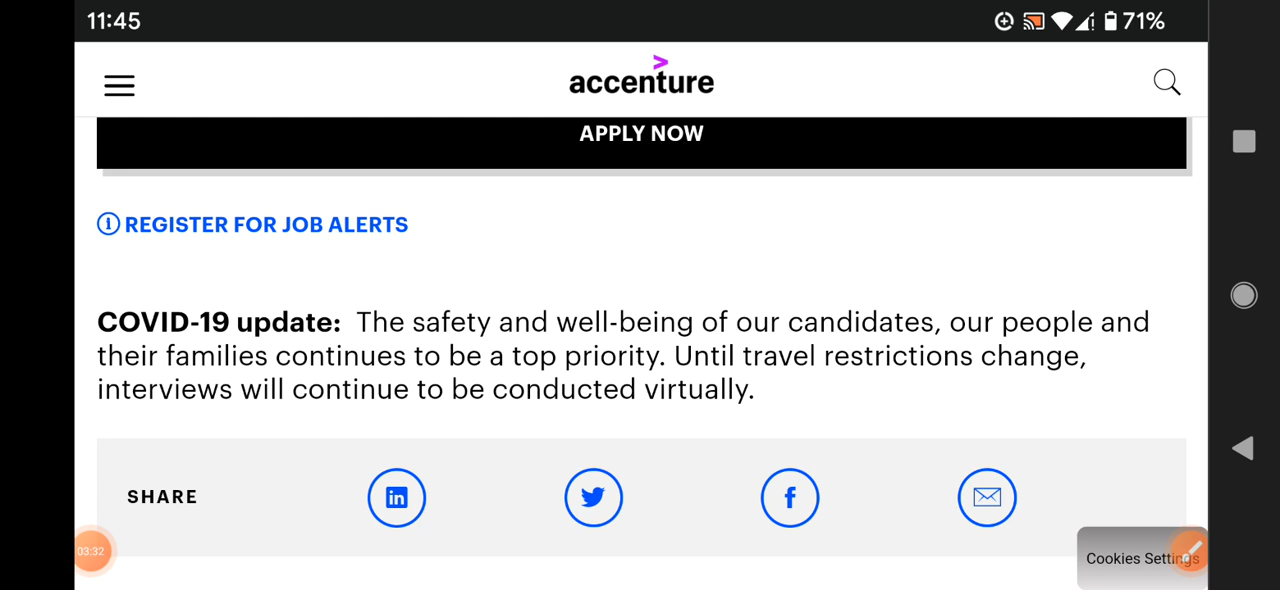 11:45
71%
accenture
APPLY NOW
REGISTER FOR JOB ALERTS
COVID-19 update: The safety and well-being of our candidates, our people and
their families continues to be a top priority. Until travel restrictions change,
interviews will continue to be conducted virtually.
SHARE
03:32
Cookies Settings